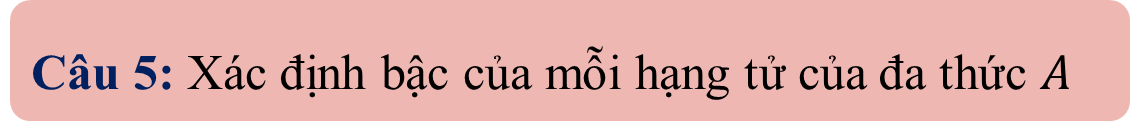 Câu 5: Xác định bậc của mỗi hạng tử của đa thức A